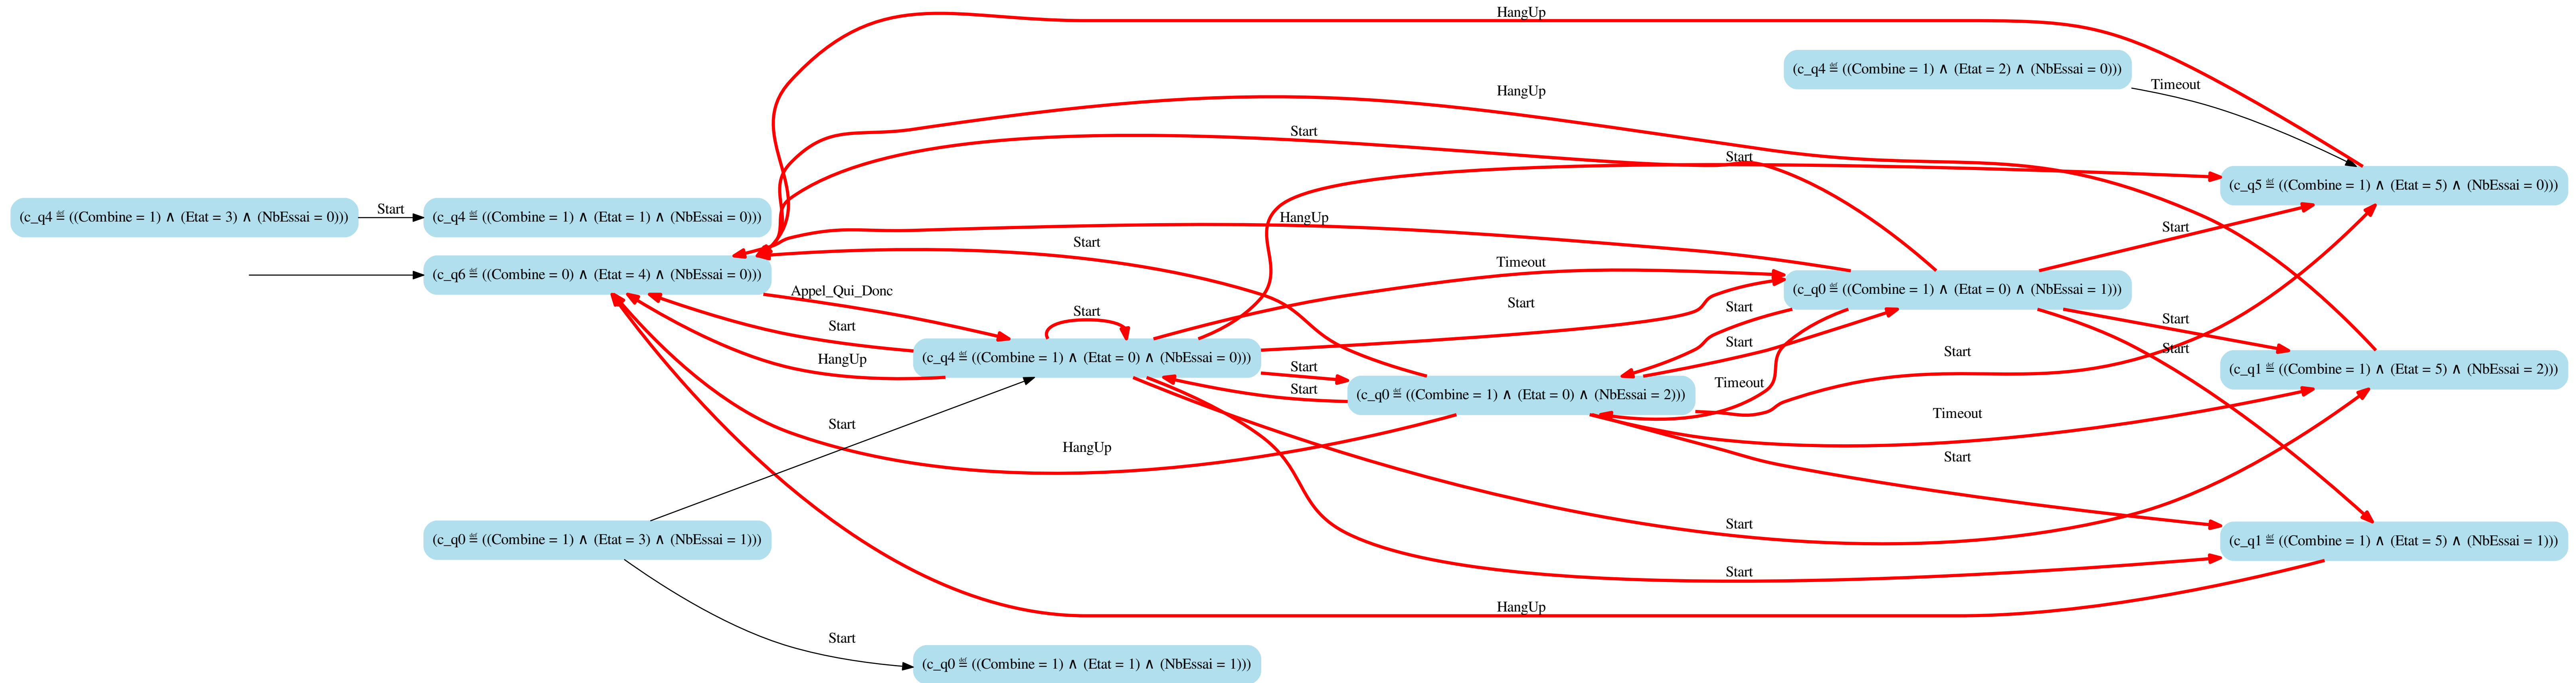 HangUp
(c_q4 ≝ ((Combine = 1) ∧ (Etat = 2) ∧ (NbEssai = 0)))
Timeout
HangUp
Start
Start
(c_q5 ≝ ((Combine = 1) ∧ (Etat = 5) ∧ (NbEssai = 0)))
(c_q4 ≝ ((Combine = 1) ∧ (Etat = 3) ∧ (NbEssai = 0)))
Start
(c_q4 ≝ ((Combine = 1) ∧ (Etat = 1) ∧ (NbEssai = 0)))
HangUp
Start
Start
Timeout
(c_q6 ≝ ((Combine = 0) ∧ (Etat = 4) ∧ (NbEssai = 0)))
Appel_Qui_Donc
(c_q0 ≝ ((Combine = 1) ∧ (Etat = 0) ∧ (NbEssai = 1)))
Start
Start
Start
Start
Start
Start
Start
HangUp
(c_q4 ≝ ((Combine = 1) ∧ (Etat = 0) ∧ (NbEssai = 0)))
Start
Start
Start
(c_q1 ≝ ((Combine = 1) ∧ (Etat = 5) ∧ (NbEssai = 2)))
Timeout
Start
(c_q0 ≝ ((Combine = 1) ∧ (Etat = 0) ∧ (NbEssai = 2)))
Timeout
Start
HangUp
Start
Start
(c_q0 ≝ ((Combine = 1) ∧ (Etat = 3) ∧ (NbEssai = 1)))
(c_q1 ≝ ((Combine = 1) ∧ (Etat = 5) ∧ (NbEssai = 1)))
Start
HangUp
Start
(c_q0 ≝ ((Combine = 1) ∧ (Etat = 1) ∧ (NbEssai = 1)))